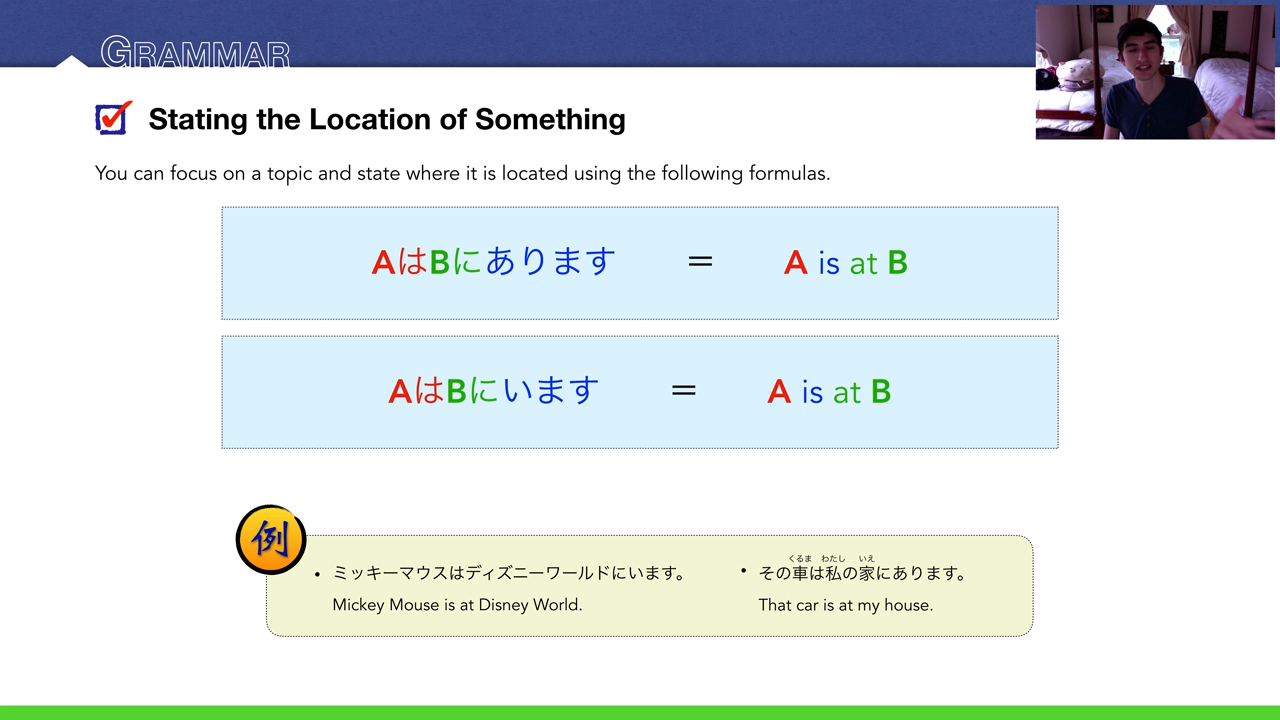 GRAMMAR
Stating the Location of Something
You can focus on a topic and state where it is located using the following formulas.
AはBにあります = A is at B
AはBにいます = A is at B
例
• ミッキーマウスはディズニーワールドにいます。
Mickey Mouse is at Disney World.
くるま わたし いえ
• その車は私の家にあります。
That car is at my house.